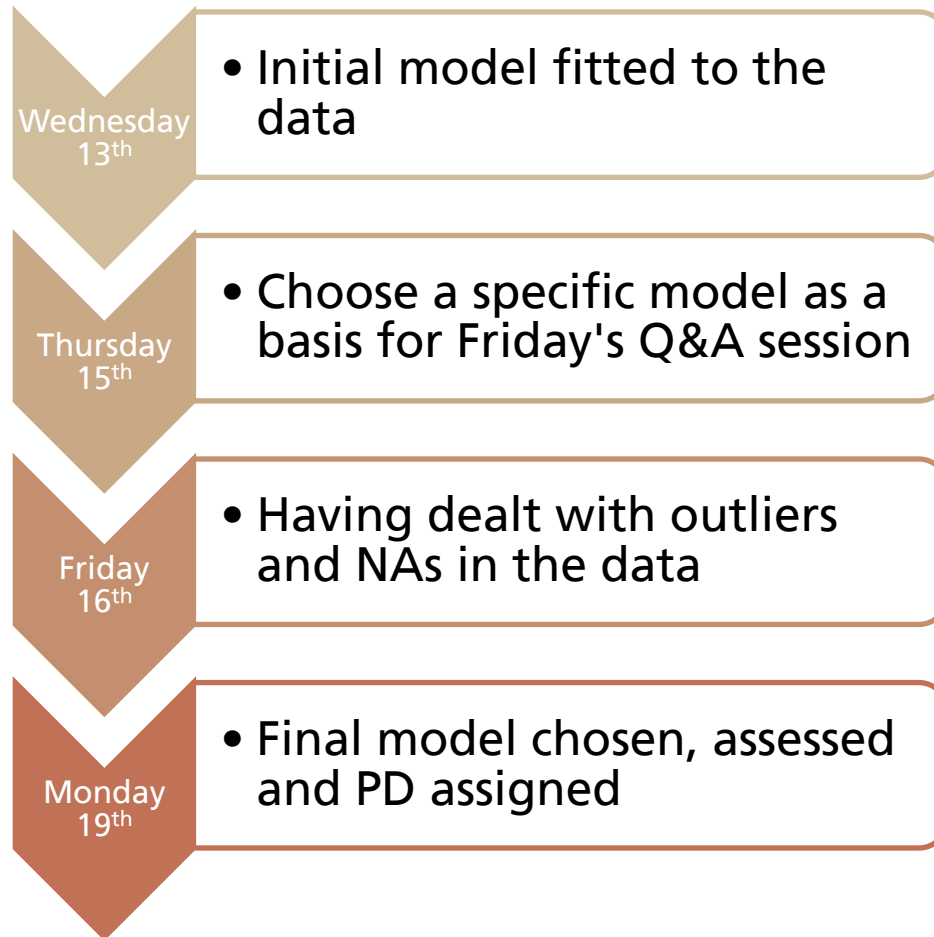 Wednesday
13th
• Initial model fitted to the
data
Thursday
15th
• Choose a specific model as a
basis for Friday's Q&A session
Friday
16th
• Having dealt with outliers
and NAs in the data
Monday
19th
• Final model chosen, assessed
and PD assigned